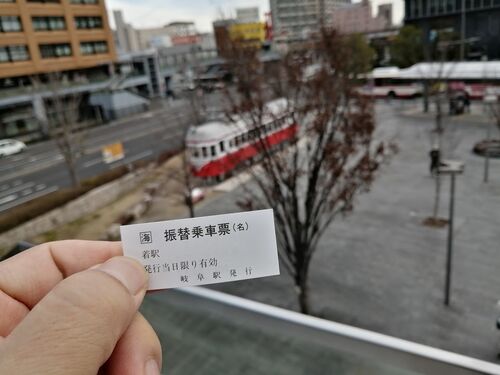 海 振替乗車票(名)
着駅
発行当日限り有効
岐阜駅発行